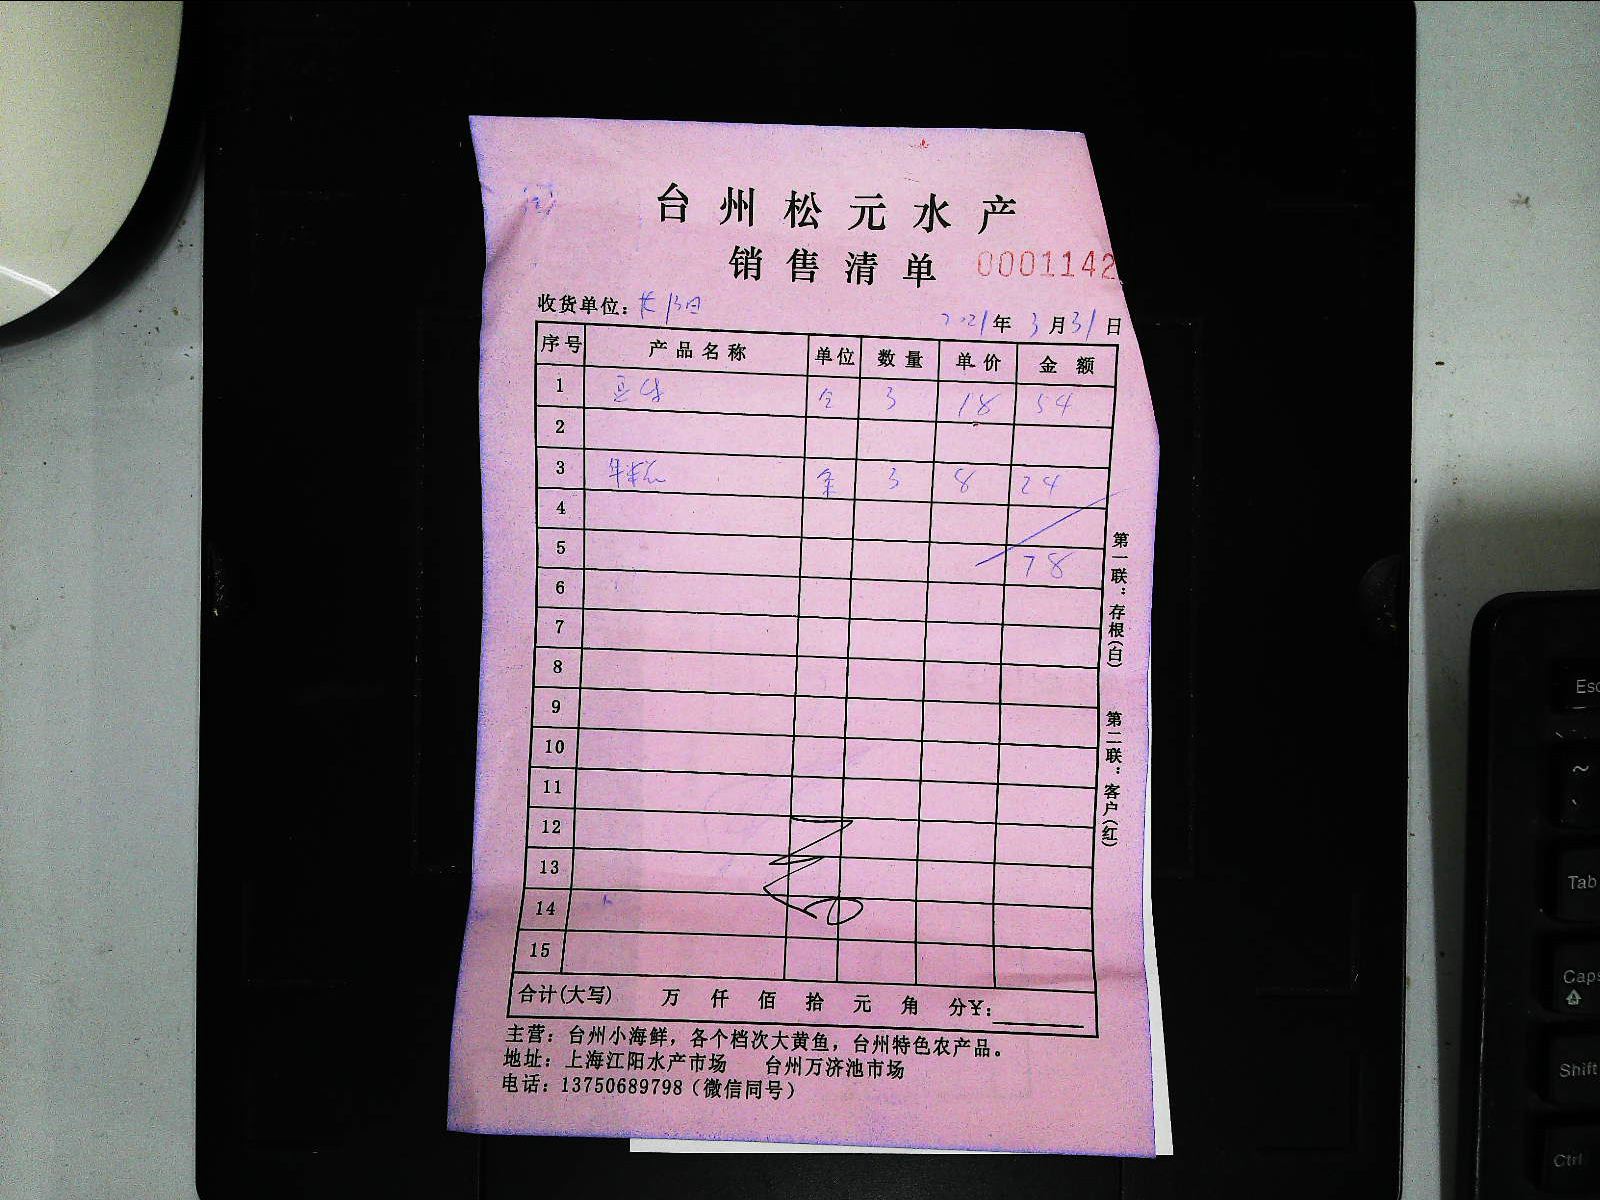 台州松元水产
销售清单 0001142
收货单位： 2021年3月31日
序号 产品名称 单位 数量 单价 金额
1 3 18 54
2
3 3 8 24
4
5 78
6
7
8
9
10
11
12
13
14
15
合计(大写) 万 仟 佰 拾 元 角 分¥：
主营：台州小海鲜，各个档次大黄鱼，台州特色农产品。
地址：上海江阳水产市场 台州万济池市场
电话：13750689798（微信同号）
第一联：存根(白)
第二联：客户(红)
Esc
~
、
Tab
Caps
Shift
Ctrl